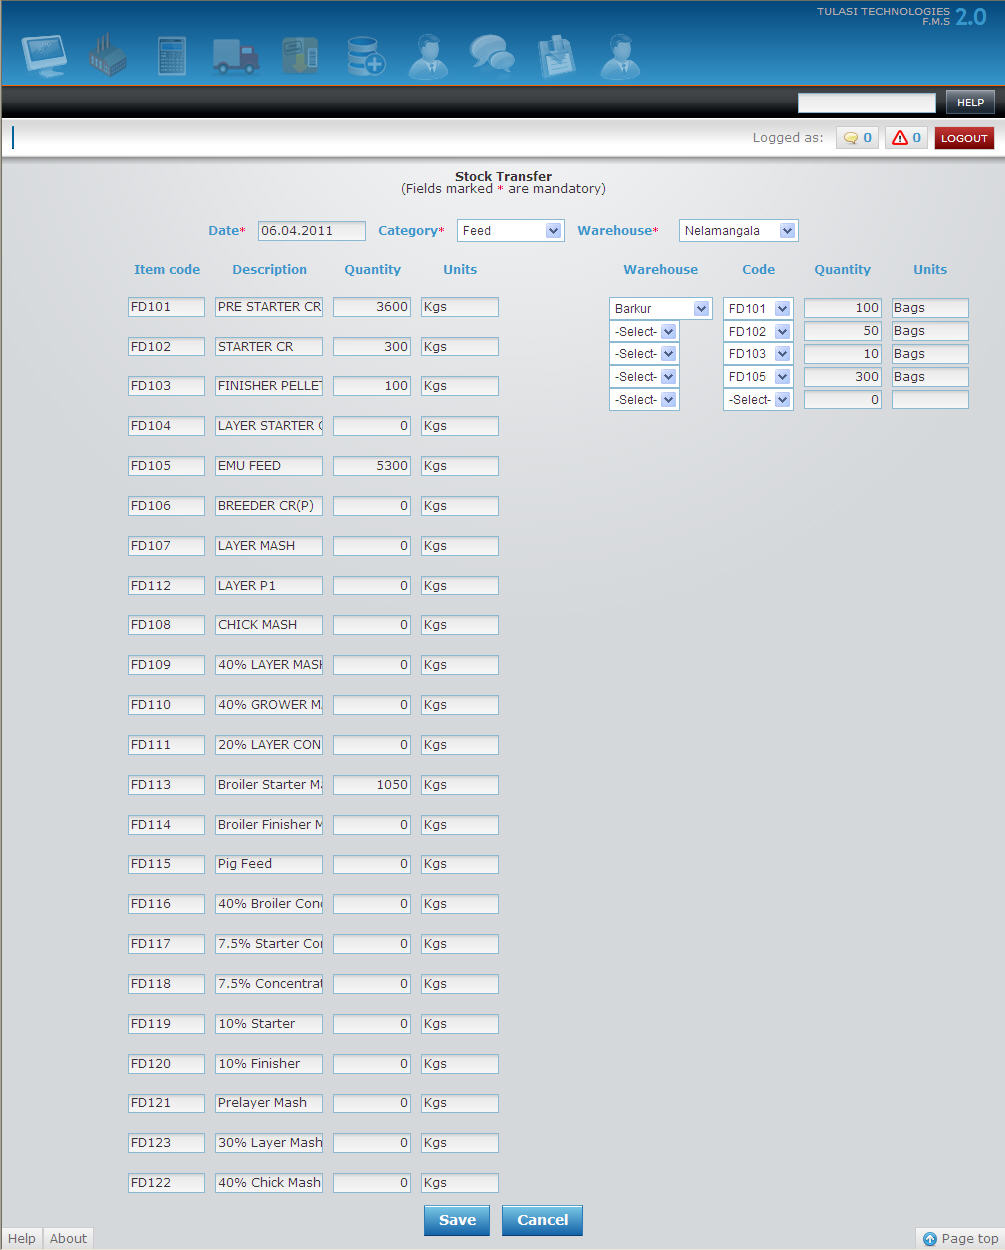 TULASI TECHNOLOGIES
F.M.S 2.0
HELP
Logged as: 0 0 LOGOUT
Stock Transfer
(Fields marked * are mandatory)
Date* 06.04.2011 Category* Feed Warehouse* Nelamangala
Item code Description Quantity Units Warehouse Code Quantity Units
FD101 PRE STARTER CR 3600 Kgs Barkur FD101 100 Bags
-Select- FD102 50 Bags
FD102 STARTER CR 300 Kgs -Select- FD103 10 Bags
FD103 FINISHER PELLET 100 Kgs -Select- FD105 300 Bags
-Select- -Select- 0
FD104 LAYER STARTER C 0 Kgs
FD105 EMU FEED 5300 Kgs
FD106 BREEDER CR(P) 0 Kgs
FD107 LAYER MASH 0 Kgs
FD112 LAYER P1 0 Kgs
FD108 CHICK MASH 0 Kgs
FD109 40% LAYER MASH 0 Kgs
FD110 40% GROWER MA 0 Kgs
FD111 20% LAYER CON 0 Kgs
FD113 Broiler Starter Ma 1050 Kgs
FD114 Broiler Finisher M 0 Kgs
FD115 Pig Feed 0 Kgs
FD116 40% Broiler Conc 0 Kgs
FD117 7.5% Starter Con 0 Kgs
FD118 7.5% Concentrat 0 Kgs
FD119 10% Starter 0 Kgs
FD120 10% Finisher 0 Kgs
FD121 Prelayer Mash 0 Kgs
FD123 30% Layer Mash 0 Kgs
FD122 40% Chick Mash 0 Kgs
Save Cancel
Help About Page top